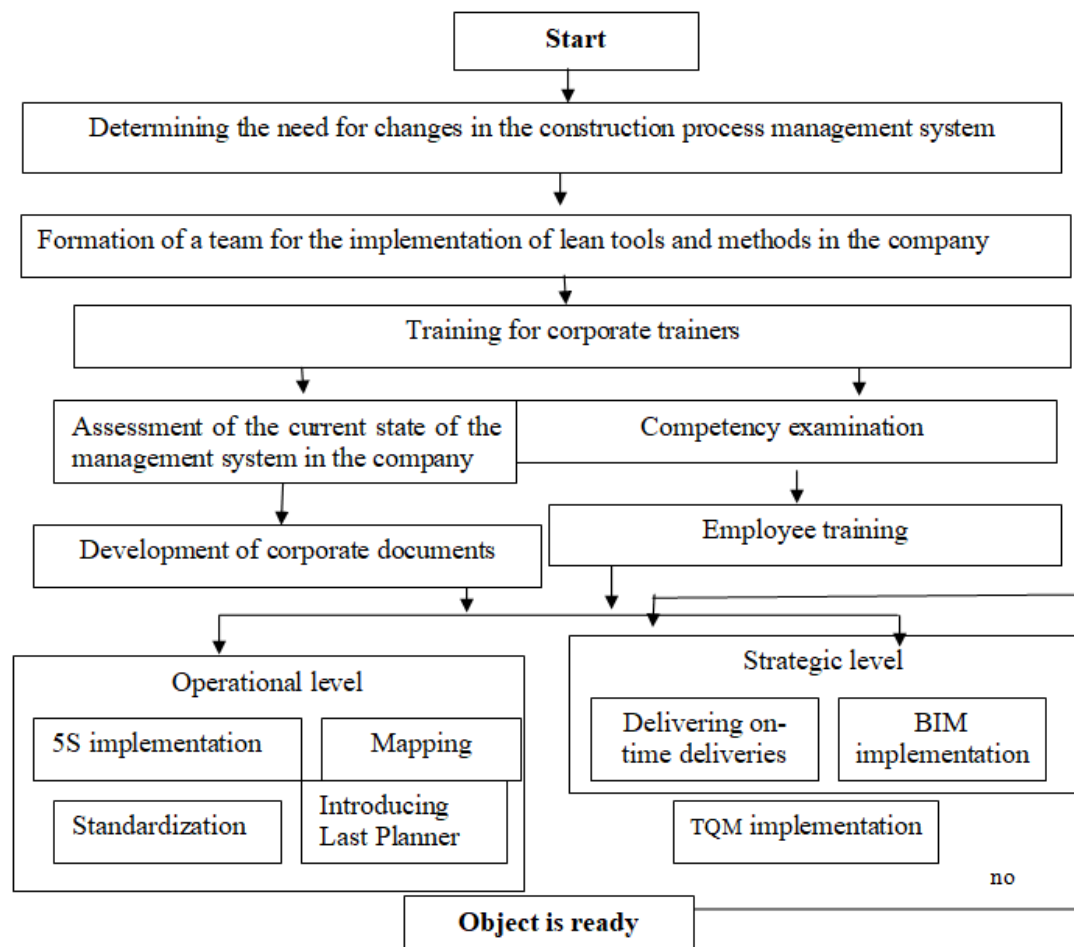 Start
Determining the need for changes in the construction process management system
Formation of a team for the implementation of lean tools and methods in the company
Training for corporate trainers
Assessment of the current state of the
management system in the company
Competency examination
Development of corporate documents
Employee training
Operational level
5S implementation
Mapping
Standardization
Introducing
Last Planner
Strategic level
Delivering on-
time deliveries
BIM
implementation
TQM implementation
no
Object is ready